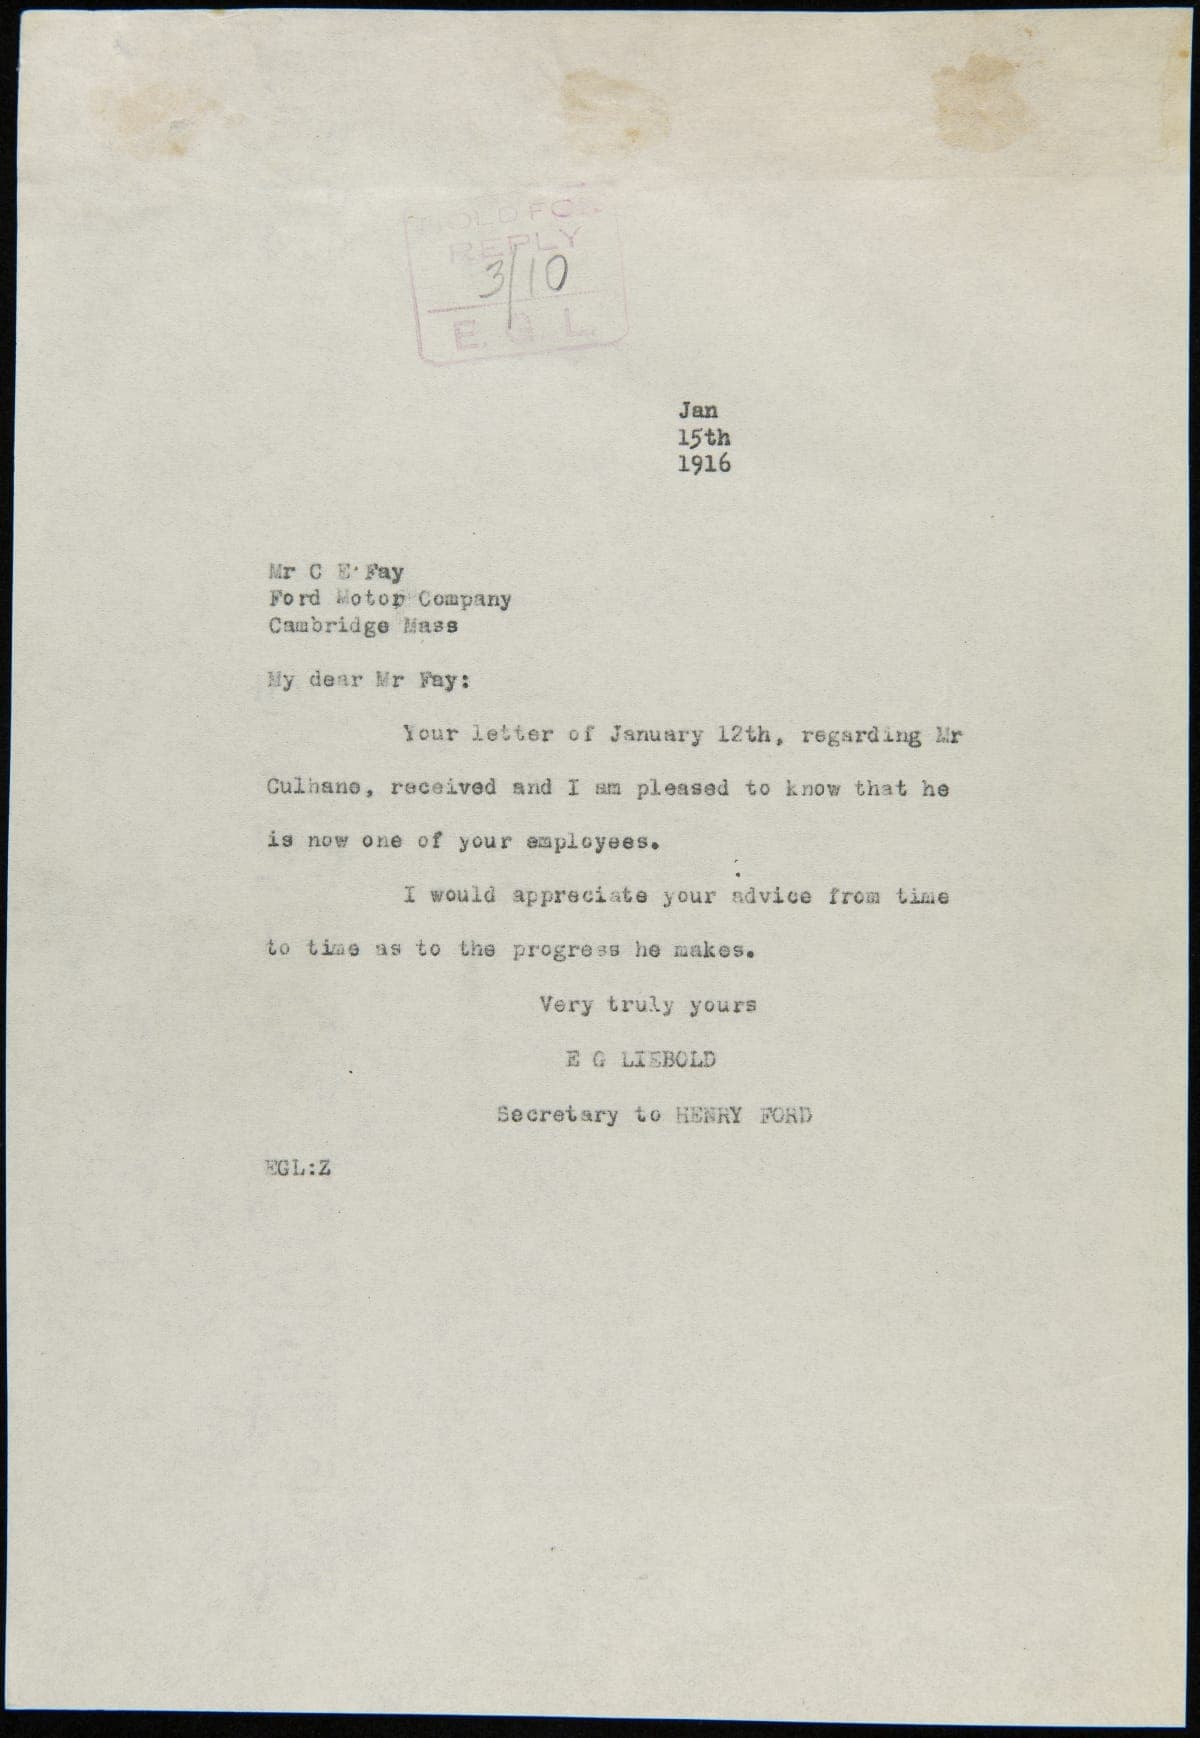 HOLD FOR
REPLY
3/10
E. G. L.
Jan
15th
1916
Mr C E Fay
Ford Motor Company
Cambridge Mass
My dear Mr Fay:
Your letter of January 12th, regarding Mr
Culhane, received and I am pleased to know that he
is now one of your employees.
I would appreciate your advice from time
to time as to the progress he makes.
Very truly yours
E G LIEBOLD
Secretary to HENRY FORD
EGL:Z